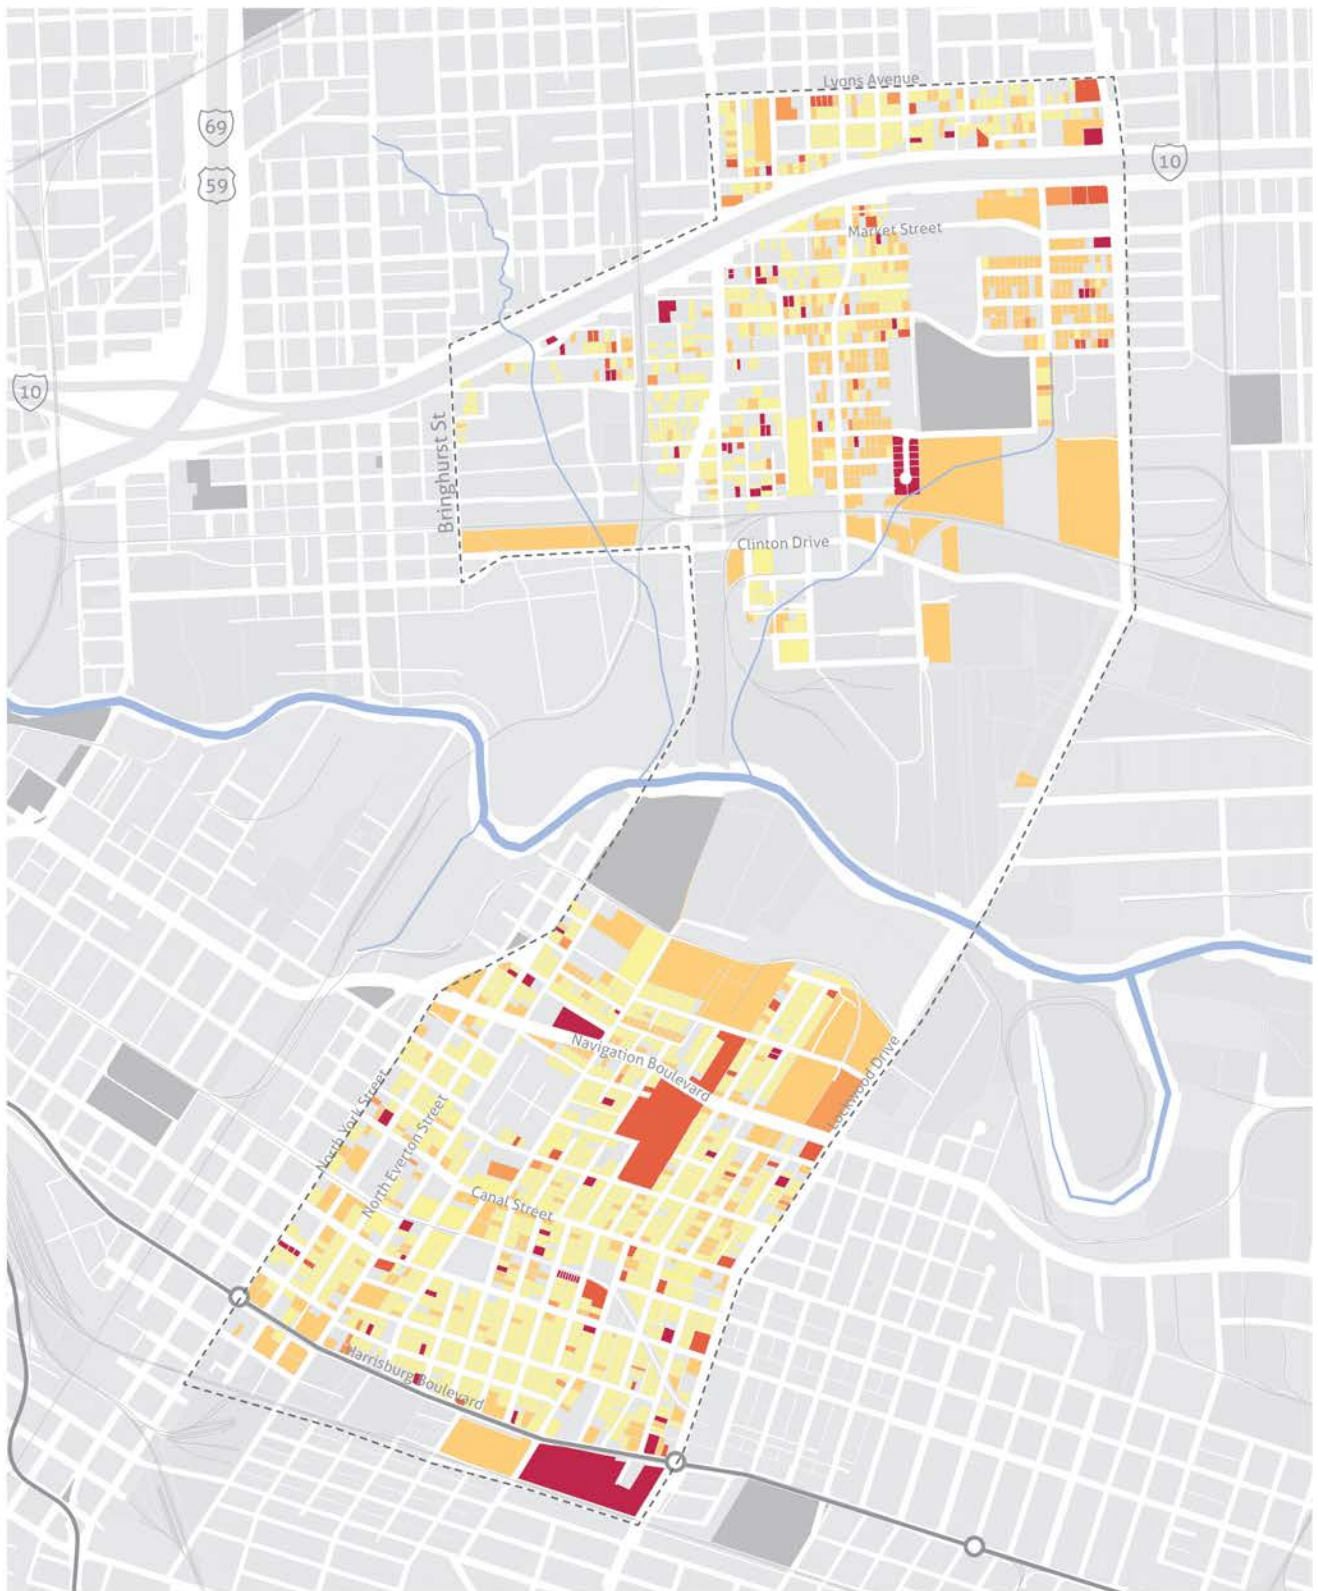 Lyons Avenue
69
59
10
Market Street
10
Bringhurst St
Clinton Drive
Navigation Boulevard
Lockwood Drive
North York Street
North Everton Street
Canal Street
Harrisburg Boulevard